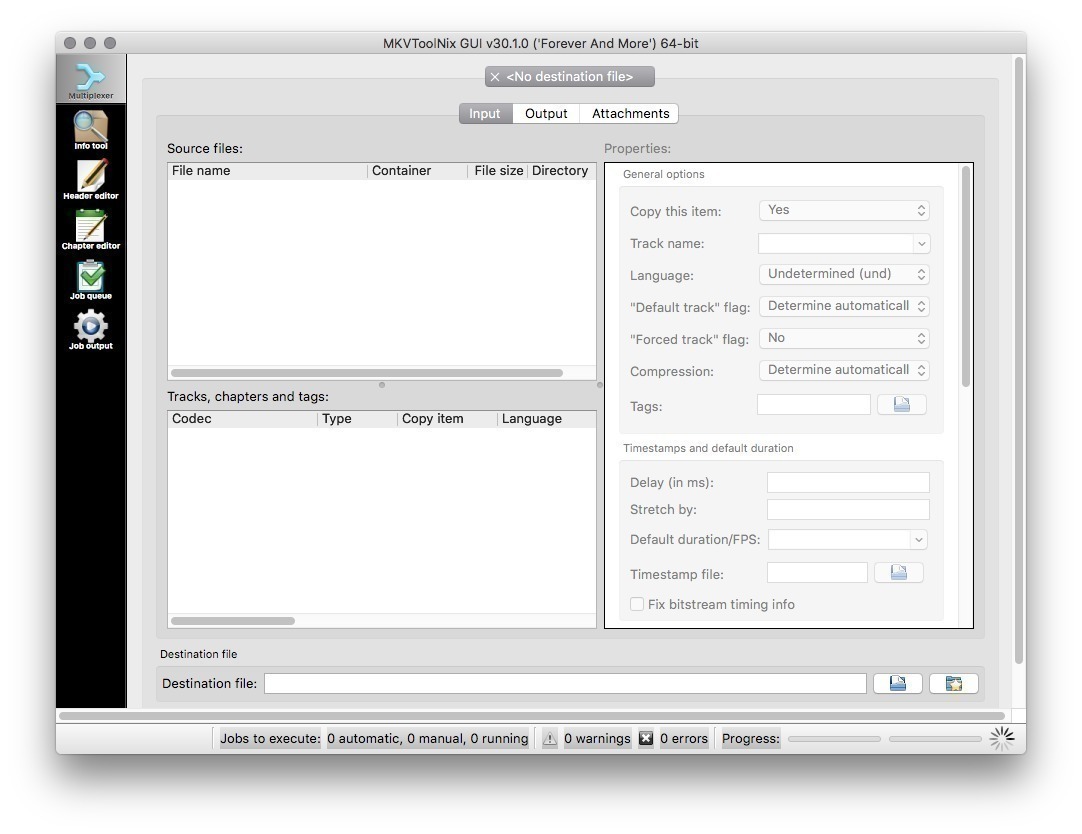 MKVToolNix GUI v30.1.0 ('Forever And More') 64-bit
Multiplexer
Info tool
Header editor
Chapter editor
Job queue
Job output
<No destination file>
Input Output Attachments
Source files:
File name Container File size Directory
Tracks, chapters and tags:
Codec Type Copy item Language
Properties:
General options
Copy this item: Yes
Track name:
Language: Undetermined (und)
"Default track" flag: Determine automaticall
"Forced track" flag: No
Compression: Determine automaticall
Tags:
Timestamps and default duration
Delay (in ms):
Stretch by:
Default duration/FPS:
Timestamp file:
Fix bitstream timing info
Destination file
Destination file:
Jobs to execute: 0 automatic, 0 manual, 0 running 0 warnings 0 errors Progress: